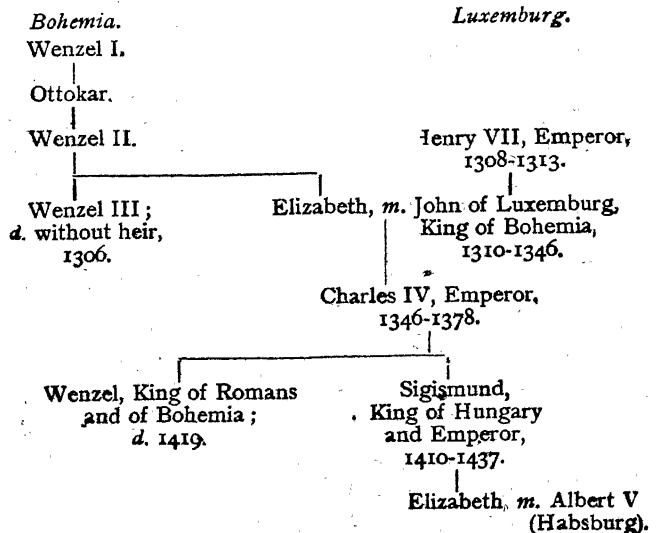 Bohemia.
Luxemburg.
Wenzel I.
Ottokar.
Wenzel II.
Henry VII, Emperor,
1308-1313.
Wenzel III;
d. without heir,
1306.
Elizabeth, m. John of Luxemburg,
King of Bohemia,
1310-1346.
Charles IV, Emperor,
1346-1378.
Wenzel, King of Romans
and of Bohemia;
d. 1419.
Sigismund,
King of Hungary
and Emperor,
1410-1437.
Elizabeth, m. Albert V
(Habsburg).